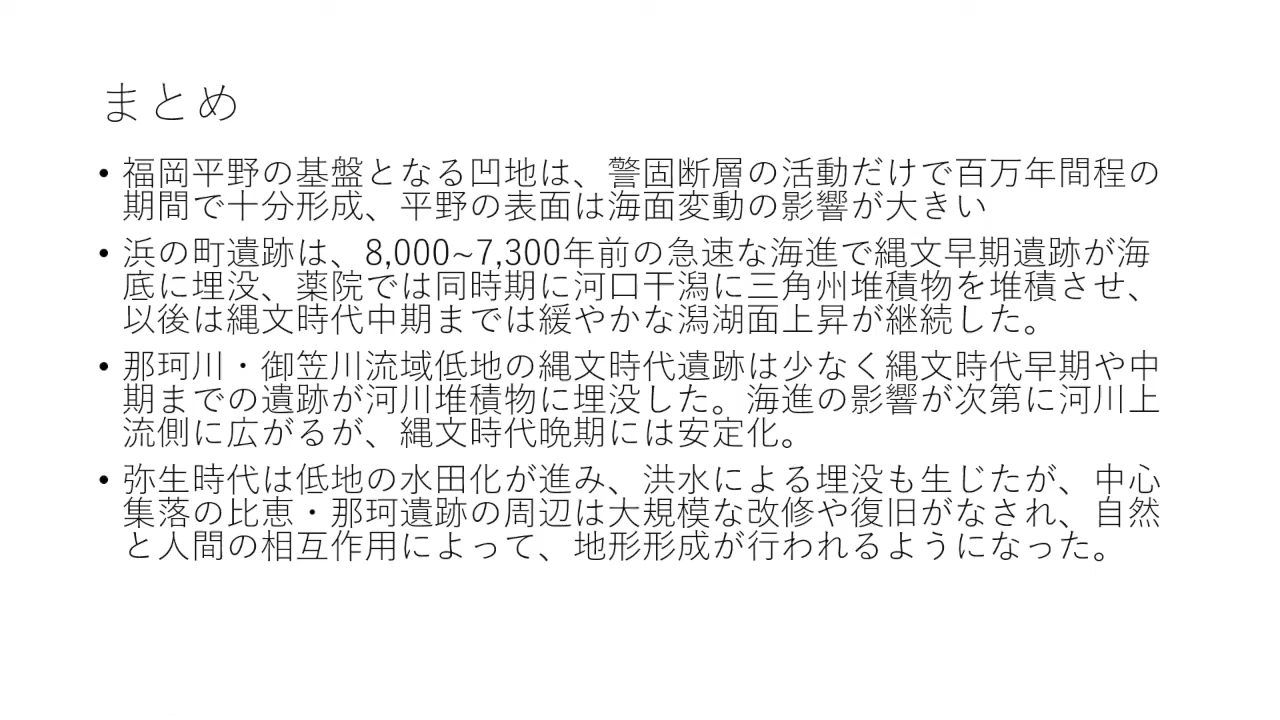 まとめ
• 福岡平野の基盤となる凹地は、警固断層の活動だけで百万年間程の
期間で十分形成、平野の表面は海面変動の影響が大きい
• 浜の町遺跡は、8,000~7,300年前の急速な海進で縄文早期遺跡が海
底に埋没、薬院では同時期に河口干潟に三角州堆積物を堆積させ、
以後は縄文時代中期までは緩やかな潟湖面上昇が継続した。
• 那珂川・御笠川流域低地の縄文時代遺跡は少なく縄文時代早期や中
期までの遺跡が河川堆積物に埋没した。海進の影響が次第に河川上
流側に広がるが、縄文時代晩期には安定化。
• 弥生時代は低地の水田化が進み、洪水による埋没も生じたが、中心
集落の比恵・那珂遺跡の周辺は大規模な改修や復旧がなされ、自然
と人間の相互作用によって、地形形成が行われるようになった。